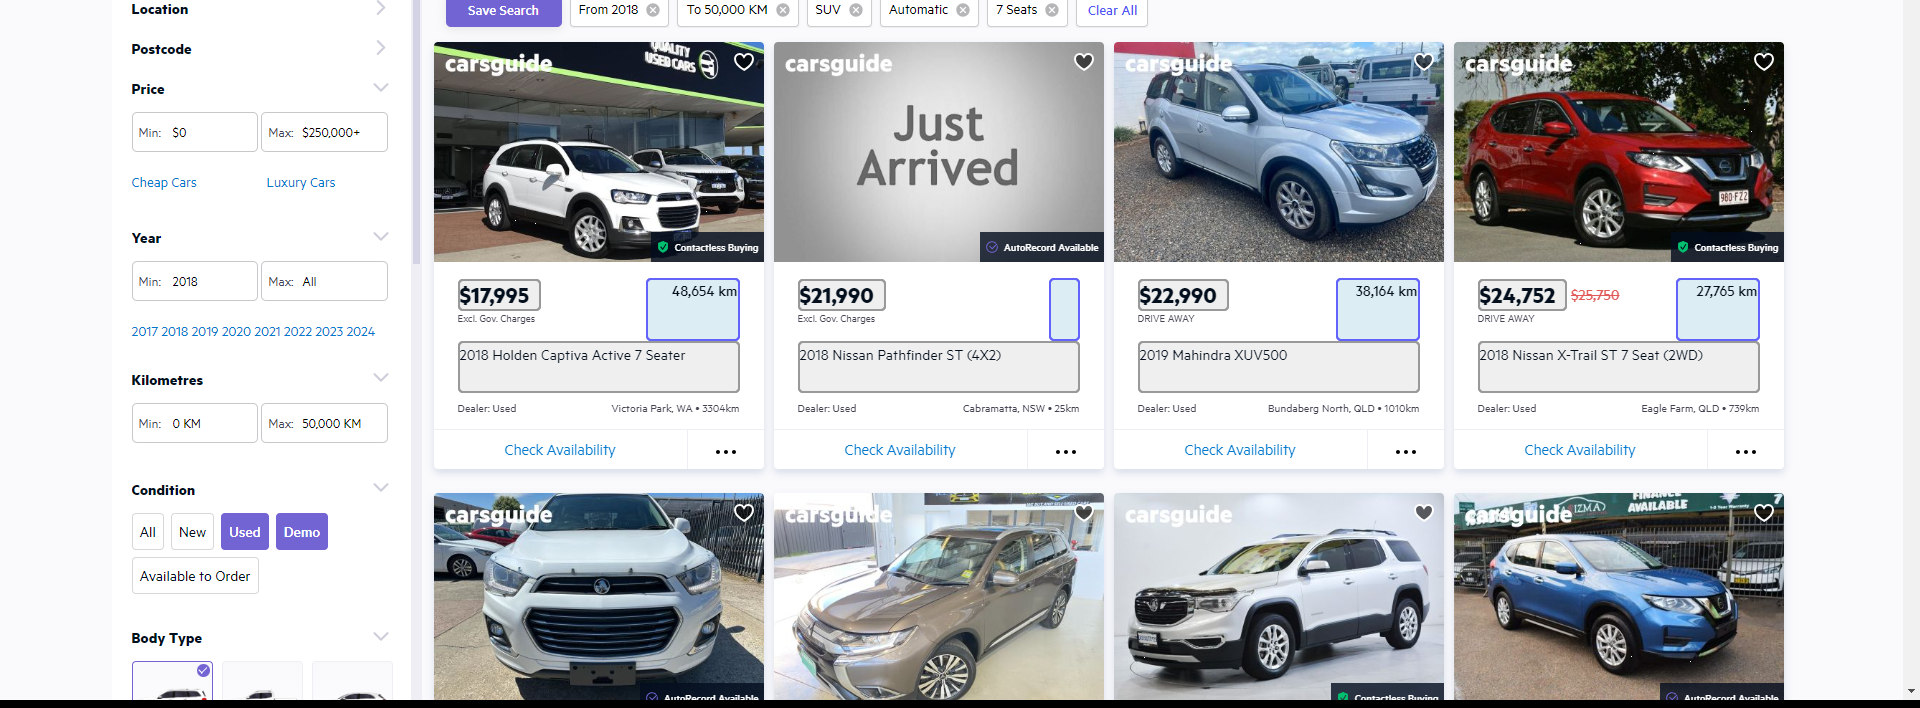 Location
Postcode
Price
Min: $0
Max: $250,000+
Cheap Cars
Luxury Cars
Year
Min: 2018
Max: All
2017 2018 2019 2020 2021 2022 2023 2024
Kilometres
Min: 0 KM
Max: 50,000 KM
Condition
All
New
Used
Demo
Available to Order
Body Type
Save Search
From 2018
To 50,000 KM
SUV
Automatic
7 Seats
Clear All
QUALITY
USED CARS
carsguide
Contactless Buying
$17,995
48,654 km
Excl. Gov. Charges
2018 Holden Captiva Active 7 Seater
Dealer: Used
Victoria Park, WA • 3304km
Check Availability
carsguide
Just
Arrived
AutoRecord Available
$21,990
Excl. Gov. Charges
2018 Nissan Pathfinder ST (4X2)
Dealer: Used
Cabramatta, NSW • 25km
Check Availability
carsguide
$22,990
38,164 km
DRIVE AWAY
2019 Mahindra XUV500
Dealer: Used
Bundaberg North, QLD • 1010km
Check Availability
carsguide
Contactless Buying
$24,752
$25,750
27,765 km
DRIVE AWAY
2018 Nissan X-Trail ST 7 Seat (2WD)
Dealer: Used
Eagle Farm, QLD • 739km
Check Availability
carsguide
AutoRecord Available
carsguide
carsguide
Contactless Buying
carsguide
FINANCE
AVAILABLE
AutoRecord Available